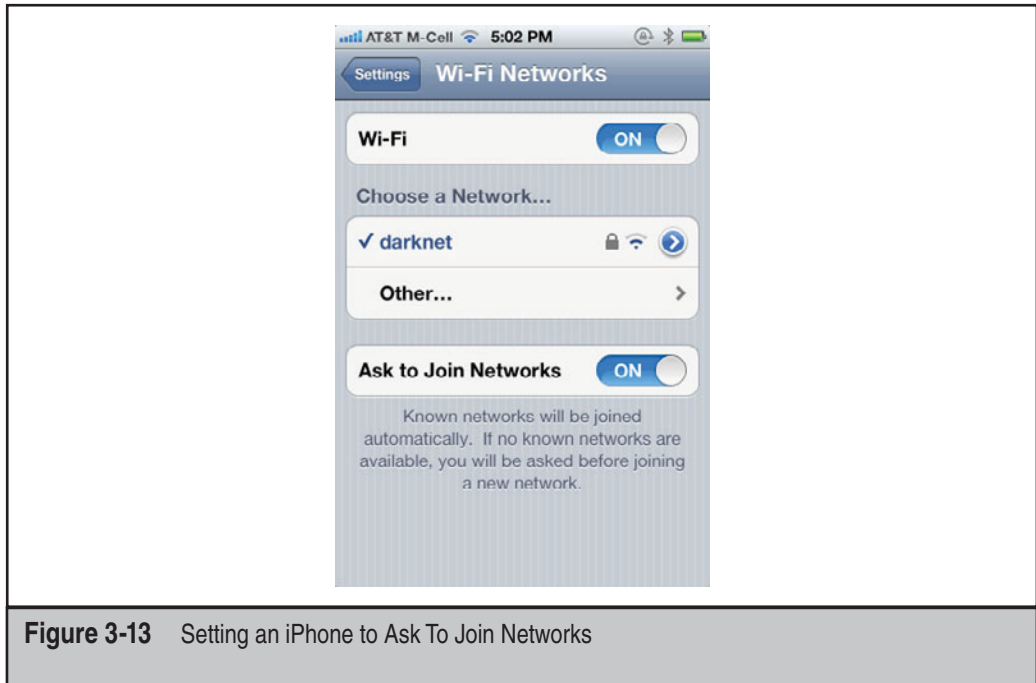 AT&T M-Cell 5:02 PM
Settings Wi-Fi Networks
Wi-Fi ON
Choose a Network...
✓ darknet
Other...
Ask to Join Networks ON
Known networks will be joined
automatically. If no known networks are
available, you will be asked before joining
a new network.
Figure 3-13 Setting an iPhone to Ask To Join Networks